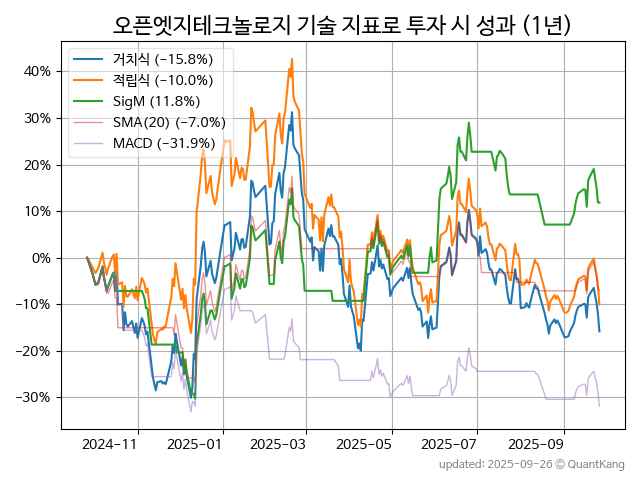 오픈엣지테크놀로지 기술 지표로 투자 시 성과 (1년)
거치식 (−15.8%)
적립식 (−10.0%)
SigM (11.8%)
SMA(20) (−7.0%)
MACD (−31.9%)
40%
30%
20%
10%
0%
−10%
−20%
−30%
2024-11 2025-01 2025-03 2025-05 2025-07 2025-09
updated: 2025-09-26 © QuantKang